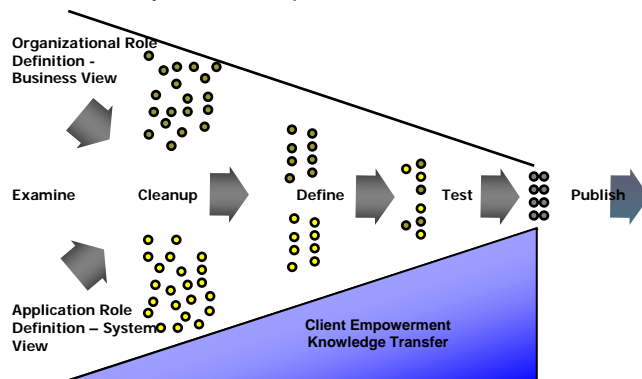 Organizational Role
Definition -
Business View
Examine
Cleanup
Define
Test
Publish
Application Role
Definition – System
View
Client Empowerment
Knowledge Transfer